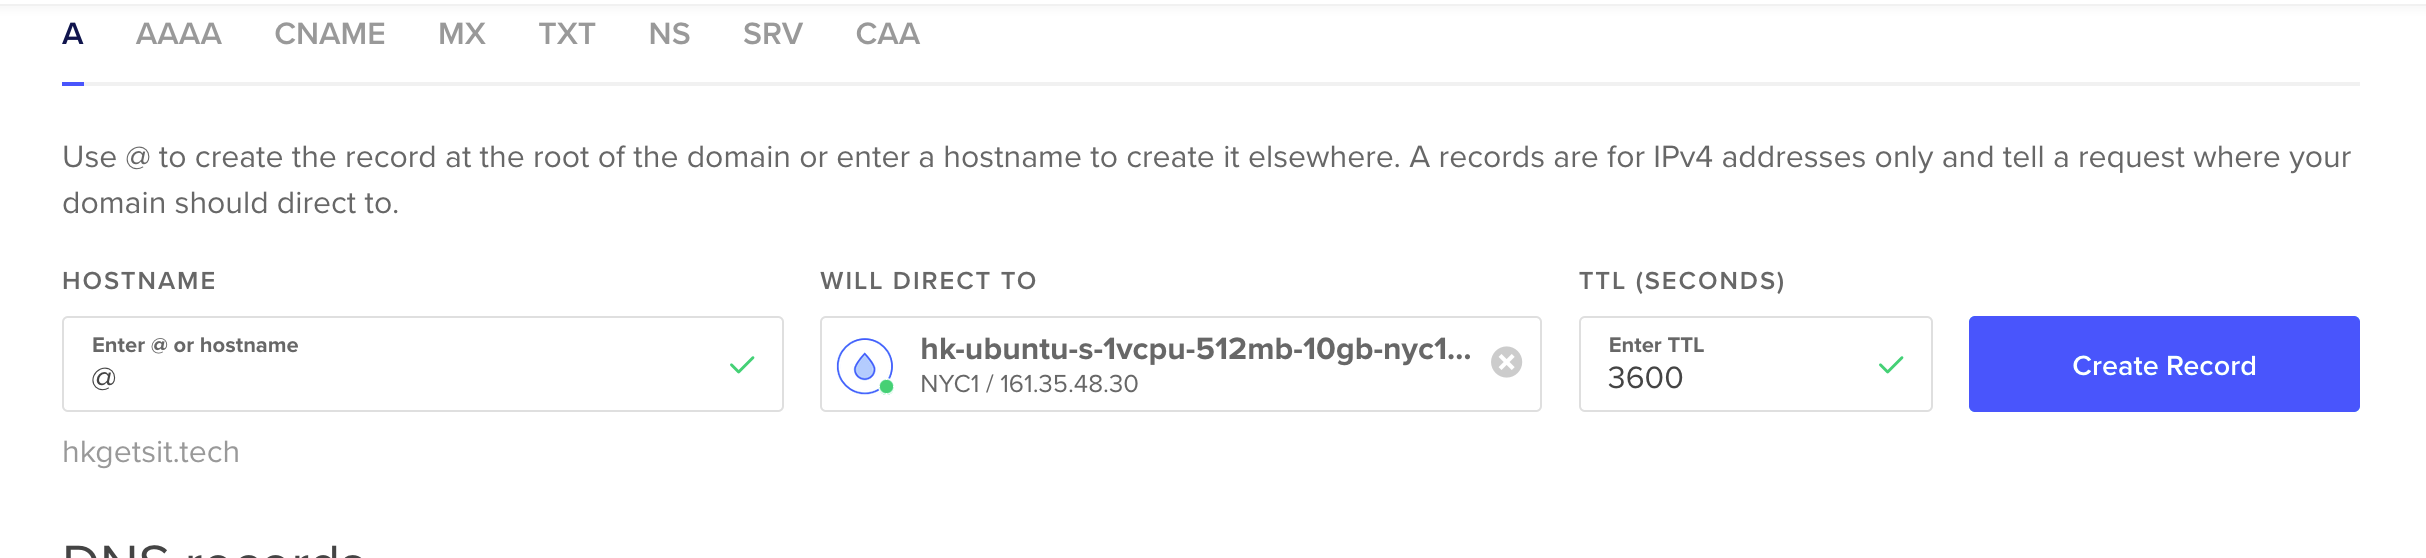 A AAAA CNAME MX TXT NS SRV CAA
Use @ to create the record at the root of the domain or enter a hostname to create it elsewhere. A records are for IPv4 addresses only and tell a request where your
domain should direct to.
HOSTNAME WILL DIRECT TO TTL (SECONDS)
Enter @ or hostname
@
hk-ubuntu-s-1vcpu-512mb-10gb-nyc1...
NYC1 / 161.35.48.30
Enter TTL
3600
Create Record
hkgetsit.tech
DNS records